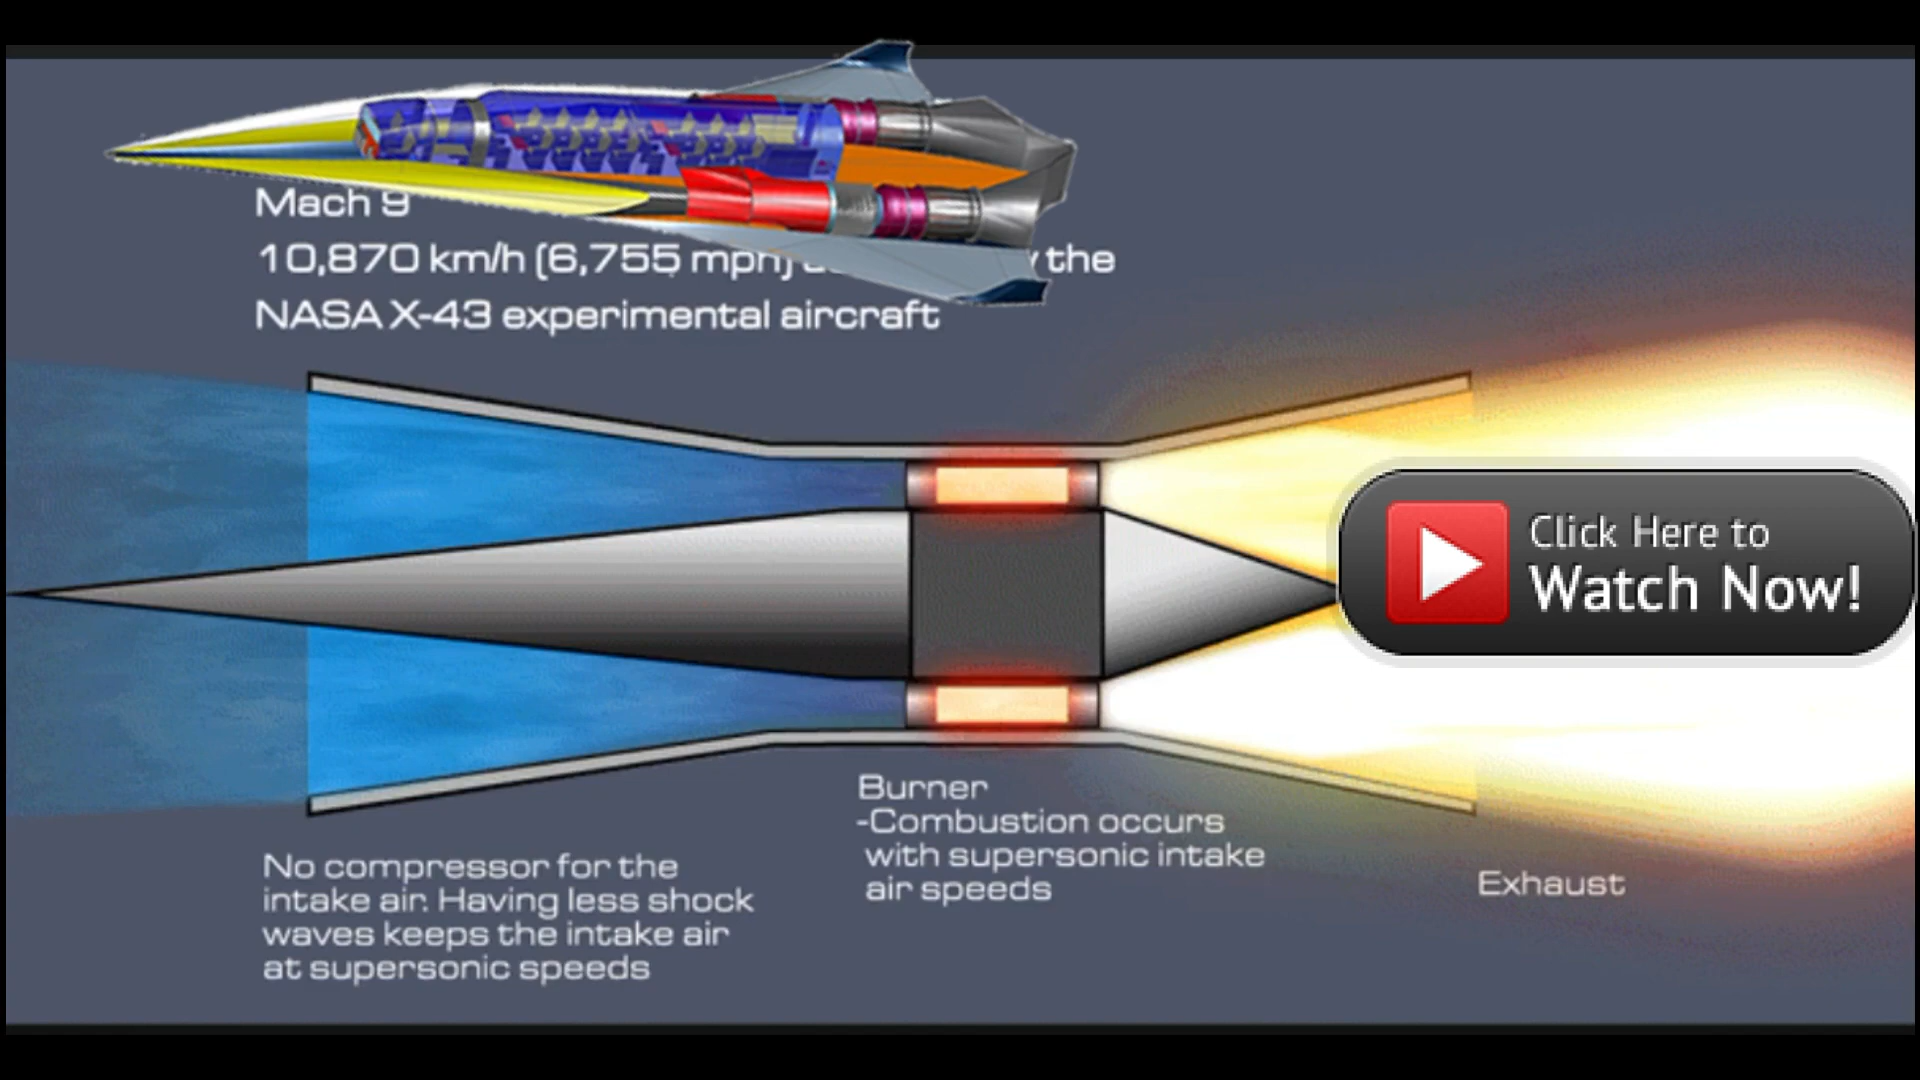 Mach 9
10,870 km/h (6,755 mph) the
NASA X-43 experimental aircraft
Click Here to
Watch Now!
Burner
-Combustion occurs
with supersonic intake
air speeds
No compressor for the
intake air. Having less shock
waves keeps the intake air
at supersonic speeds
Exhaust